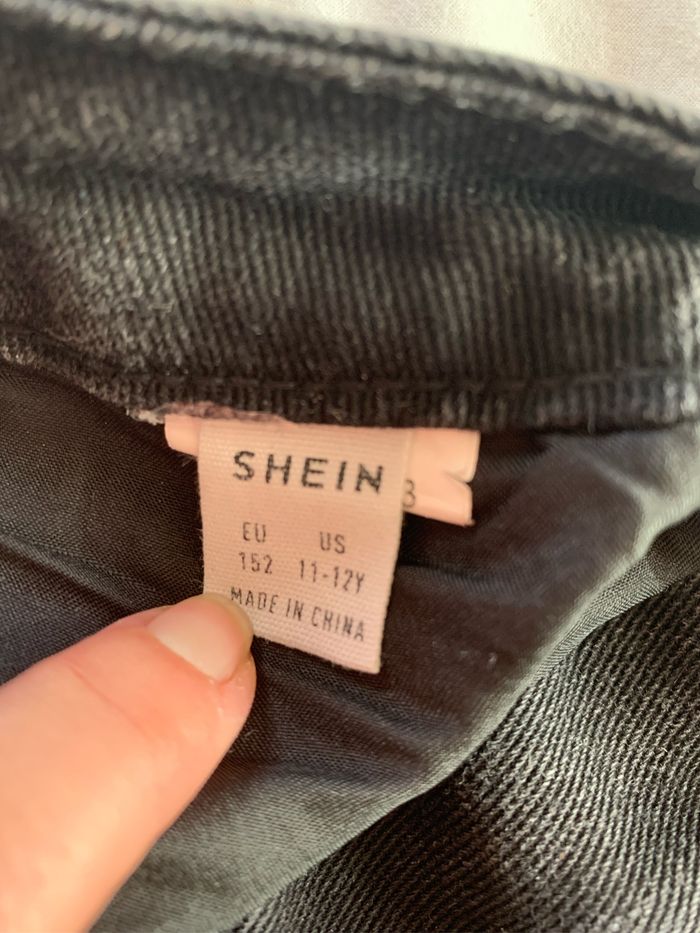 SHEIN
EU US
152 11-12Y
MADE IN CHINA